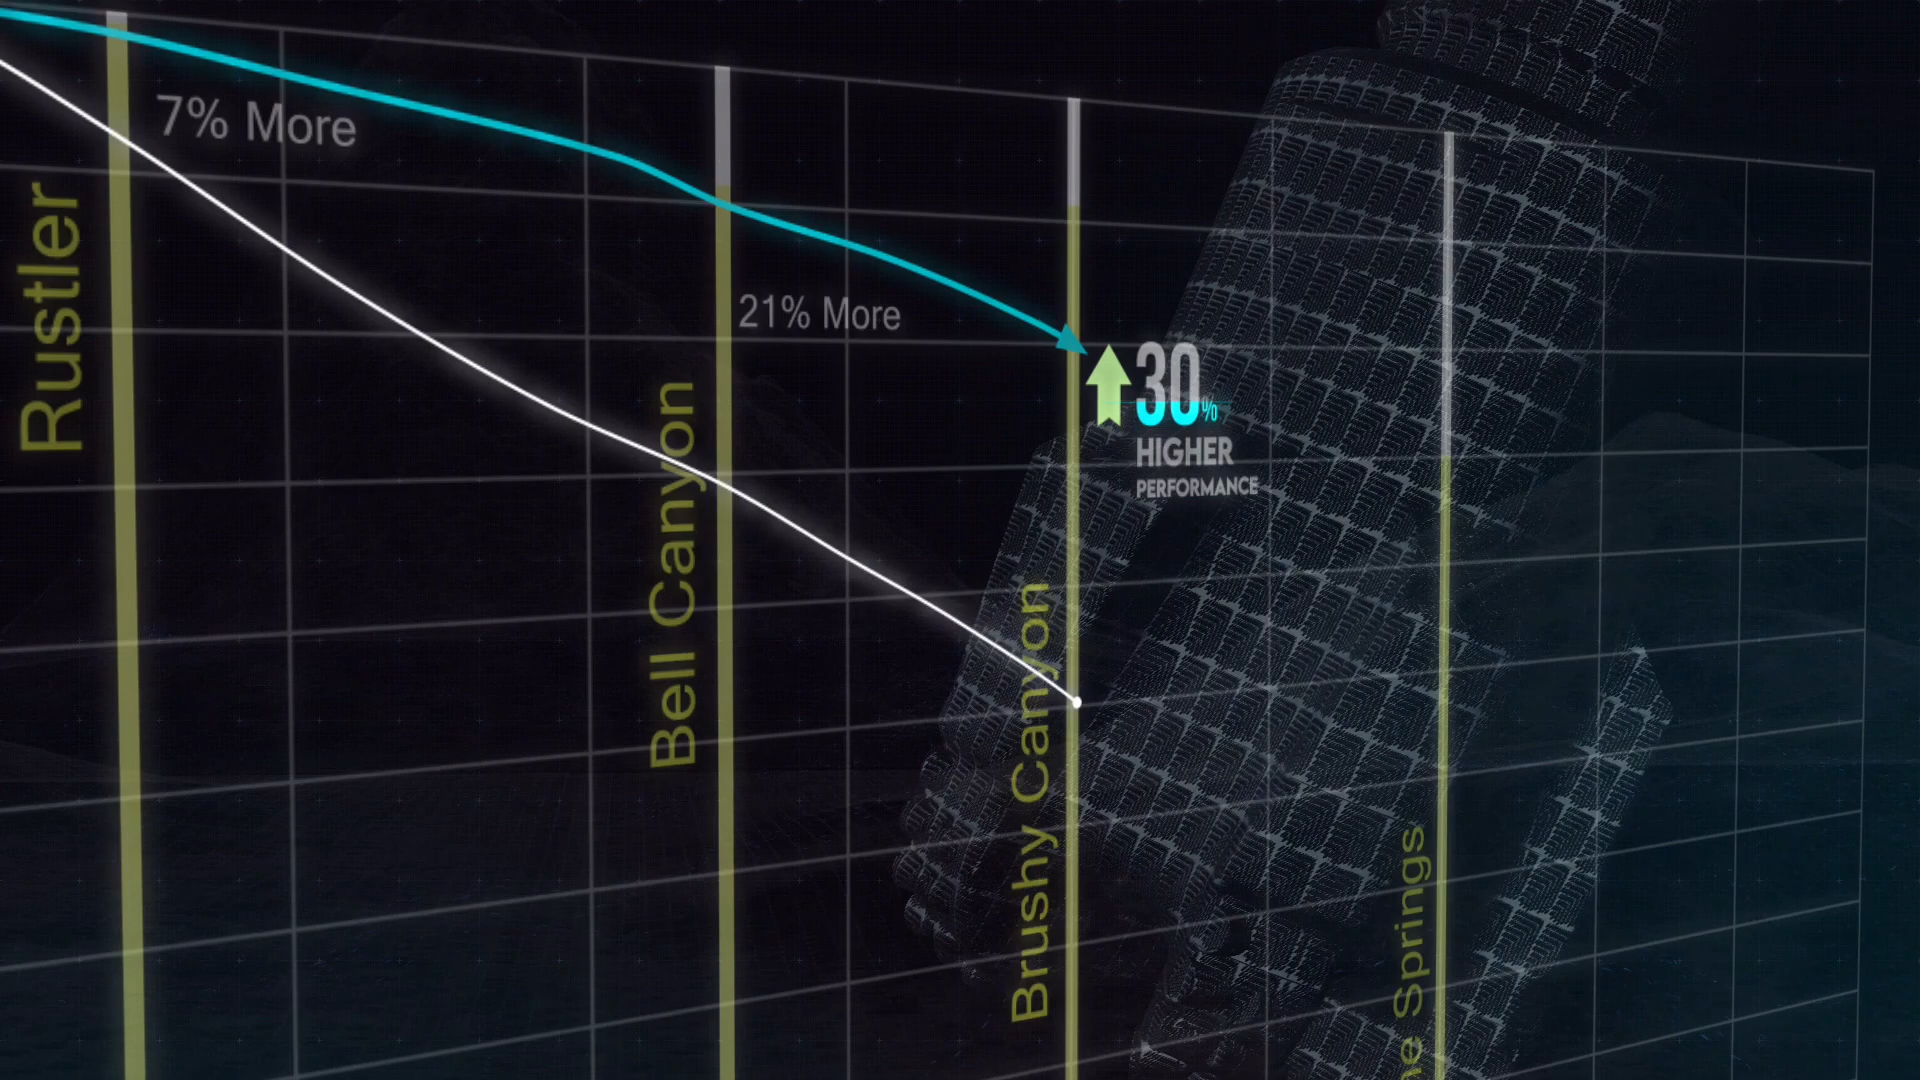 7% More
Rustler
21% More
Bell Canyon
30%
HIGHER
PERFORMANCE
Brushy Canyon
Springs